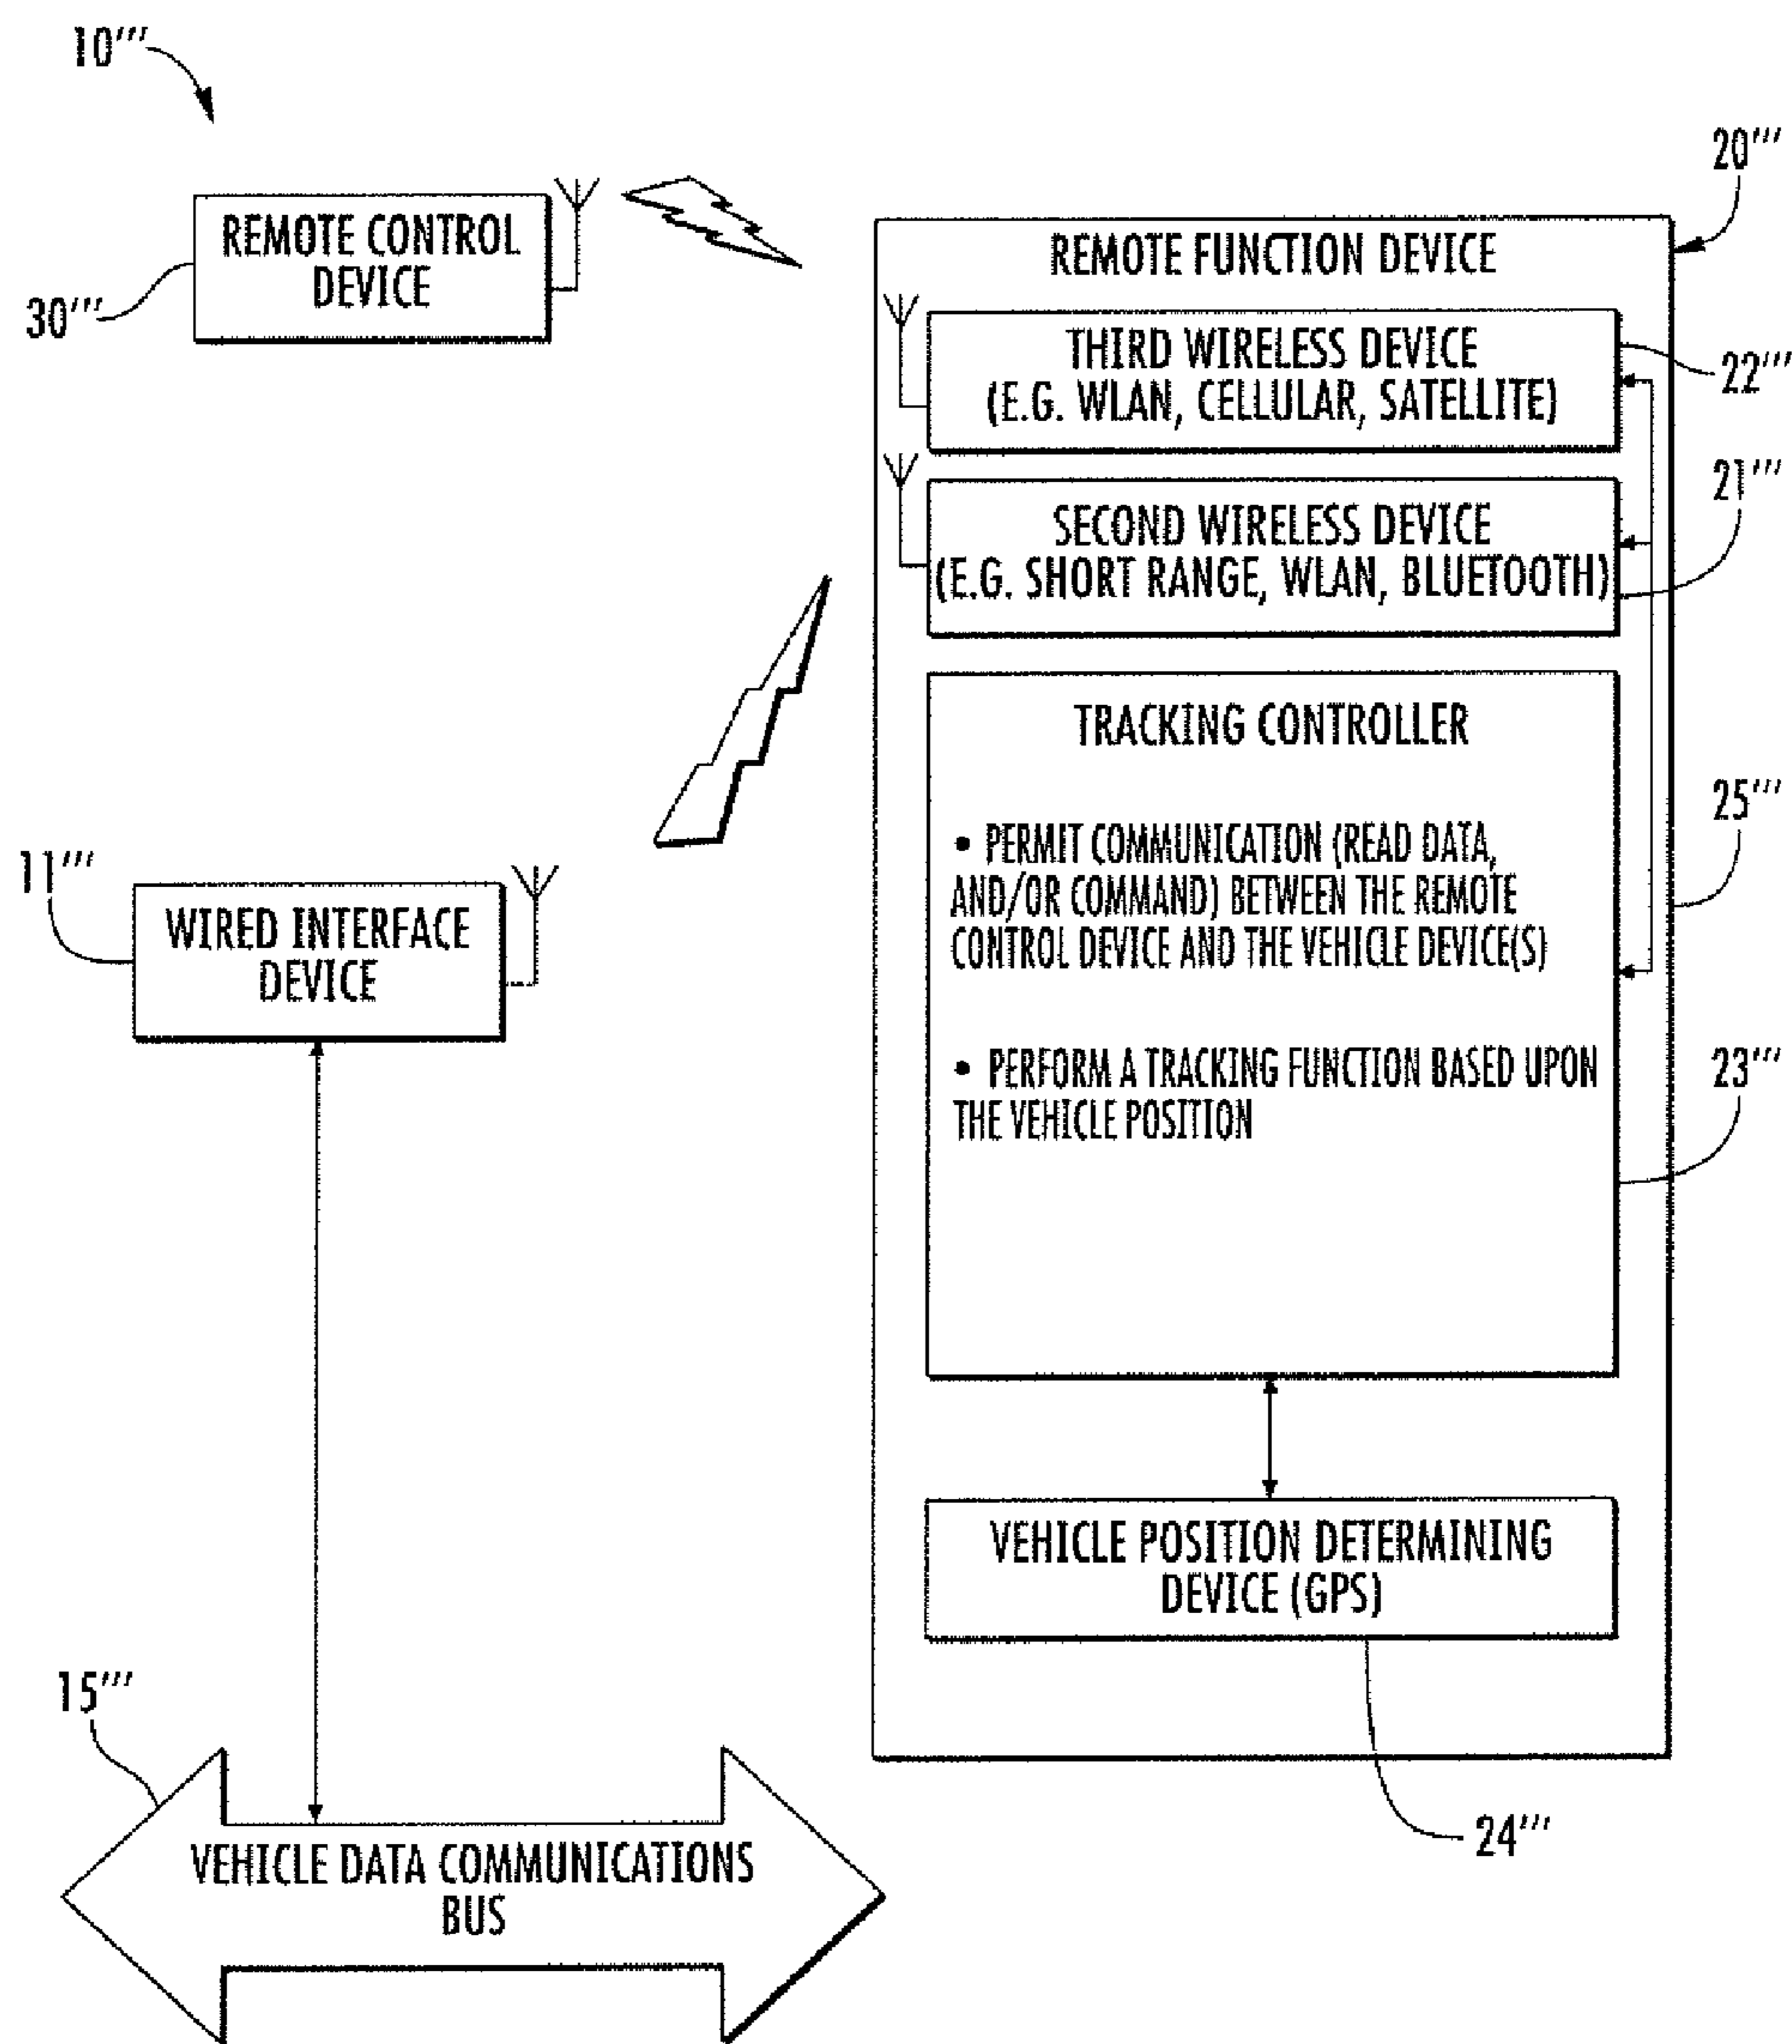 10'''
REMOTE CONTROL
DEVICE
30'''
20'''
REMOTE FUNCTION DEVICE
THIRD WIRELESS DEVICE
(E.G. WLAN, CELLULAR, SATELLITE)
22'''
SECOND WIRELESS DEVICE
(E.G. SHORT RANGE, WLAN, BLUETOOTH)
21'''
TRACKING CONTROLLER
• PERMIT COMMUNICATION (READ DATA,
AND/OR COMMAND) BETWEEN THE REMOTE
CONTROL DEVICE AND THE VEHICLE DEVICE(S)
• PERFORM A TRACKING FUNCTION BASED UPON
THE VEHICLE POSITION
25'''
23'''
11'''
WIRED INTERFACE
DEVICE
VEHICLE POSITION DETERMINING
DEVICE (GPS)
24'''
15'''
VEHICLE DATA COMMUNICATIONS
BUS